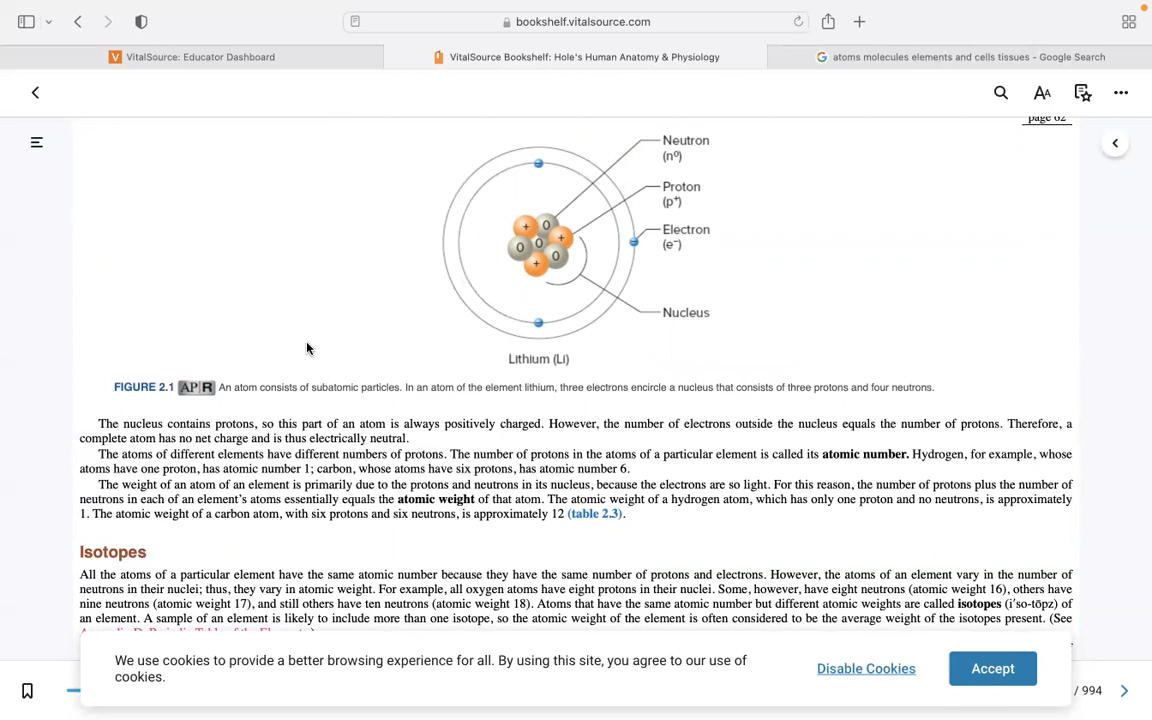 bookshelf.vitalsource.com
VitalSource: Educator Dashboard
VitalSource Bookshelf: Hole's Human Anatomy & Physiology
atoms molecules elements and cells tissues - Google Search
AA
page 62
Neutron
(n⁰)
Proton
(p⁺)
Electron
(e⁻)
Nucleus
+ 0 + 0 0 0 +
Lithium (Li)
FIGURE 2.1 AP|R An atom consists of subatomic particles. In an atom of the element lithium, three electrons encircle a nucleus that consists of three protons and four neutrons.
The nucleus contains protons, so this part of an atom is always positively charged. However, the number of electrons outside the nucleus equals the number of protons. Therefore, a
complete atom has no net charge and is thus electrically neutral.
The atoms of different elements have different numbers of protons. The number of protons in the atoms of a particular element is called its atomic number. Hydrogen, for example, whose
atoms have one proton, has atomic number 1; carbon, whose atoms have six protons, has atomic number 6.
The weight of an atom of an element is primarily due to the protons and neutrons in its nucleus, because the electrons are so light. For this reason, the number of protons plus the number of
neutrons in each of an element's atoms essentially equals the atomic weight of that atom. The atomic weight of a hydrogen atom, which has only one proton and no neutrons, is approximately
1. The atomic weight of a carbon atom, with six protons and six neutrons, is approximately 12 (table 2.3).
Isotopes
All the atoms of a particular element have the same atomic number because they have the same number of protons and electrons. However, the atoms of an element vary in the number of
neutrons in their nuclei; thus, they vary in atomic weight. For example, all oxygen atoms have eight protons in their nuclei. Some, however, have eight neutrons (atomic weight 16), others have
nine neutrons (atomic weight 17), and still others have ten neutrons (atomic weight 18). Atoms that have the same atomic number but different atomic weights are called isotopes (i′so-tōpz) of
an element. A sample of an element is likely to include more than one isotope, so the atomic weight of the element is often considered to be the average weight of the isotopes present. (See
Appendix D, Periodic Table of the Elements.)
We use cookies to provide a better browsing experience for all. By using this site, you agree to our use of
cookies.
Disable Cookies
Accept
/ 994